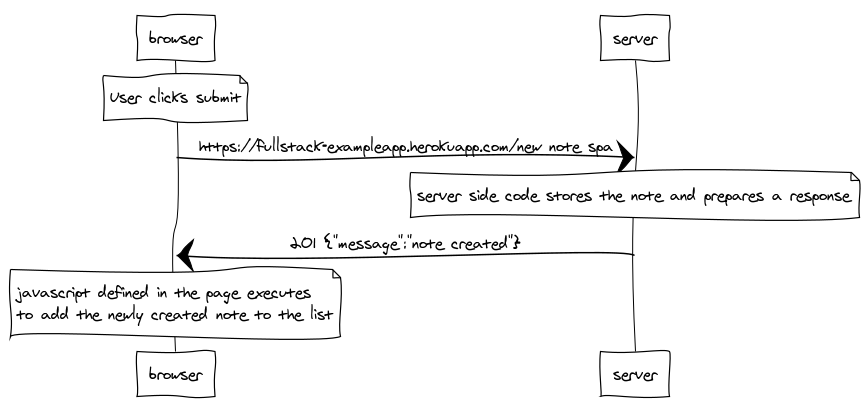 browser
server
User clicks submit
https://fullstack-exampleapp.herokuapp.com/new note spa
server side code stores the note and prepares a response
201 {"message":"note created"}
javascript defined in the page executes
to add the newly created note to the list
browser
server